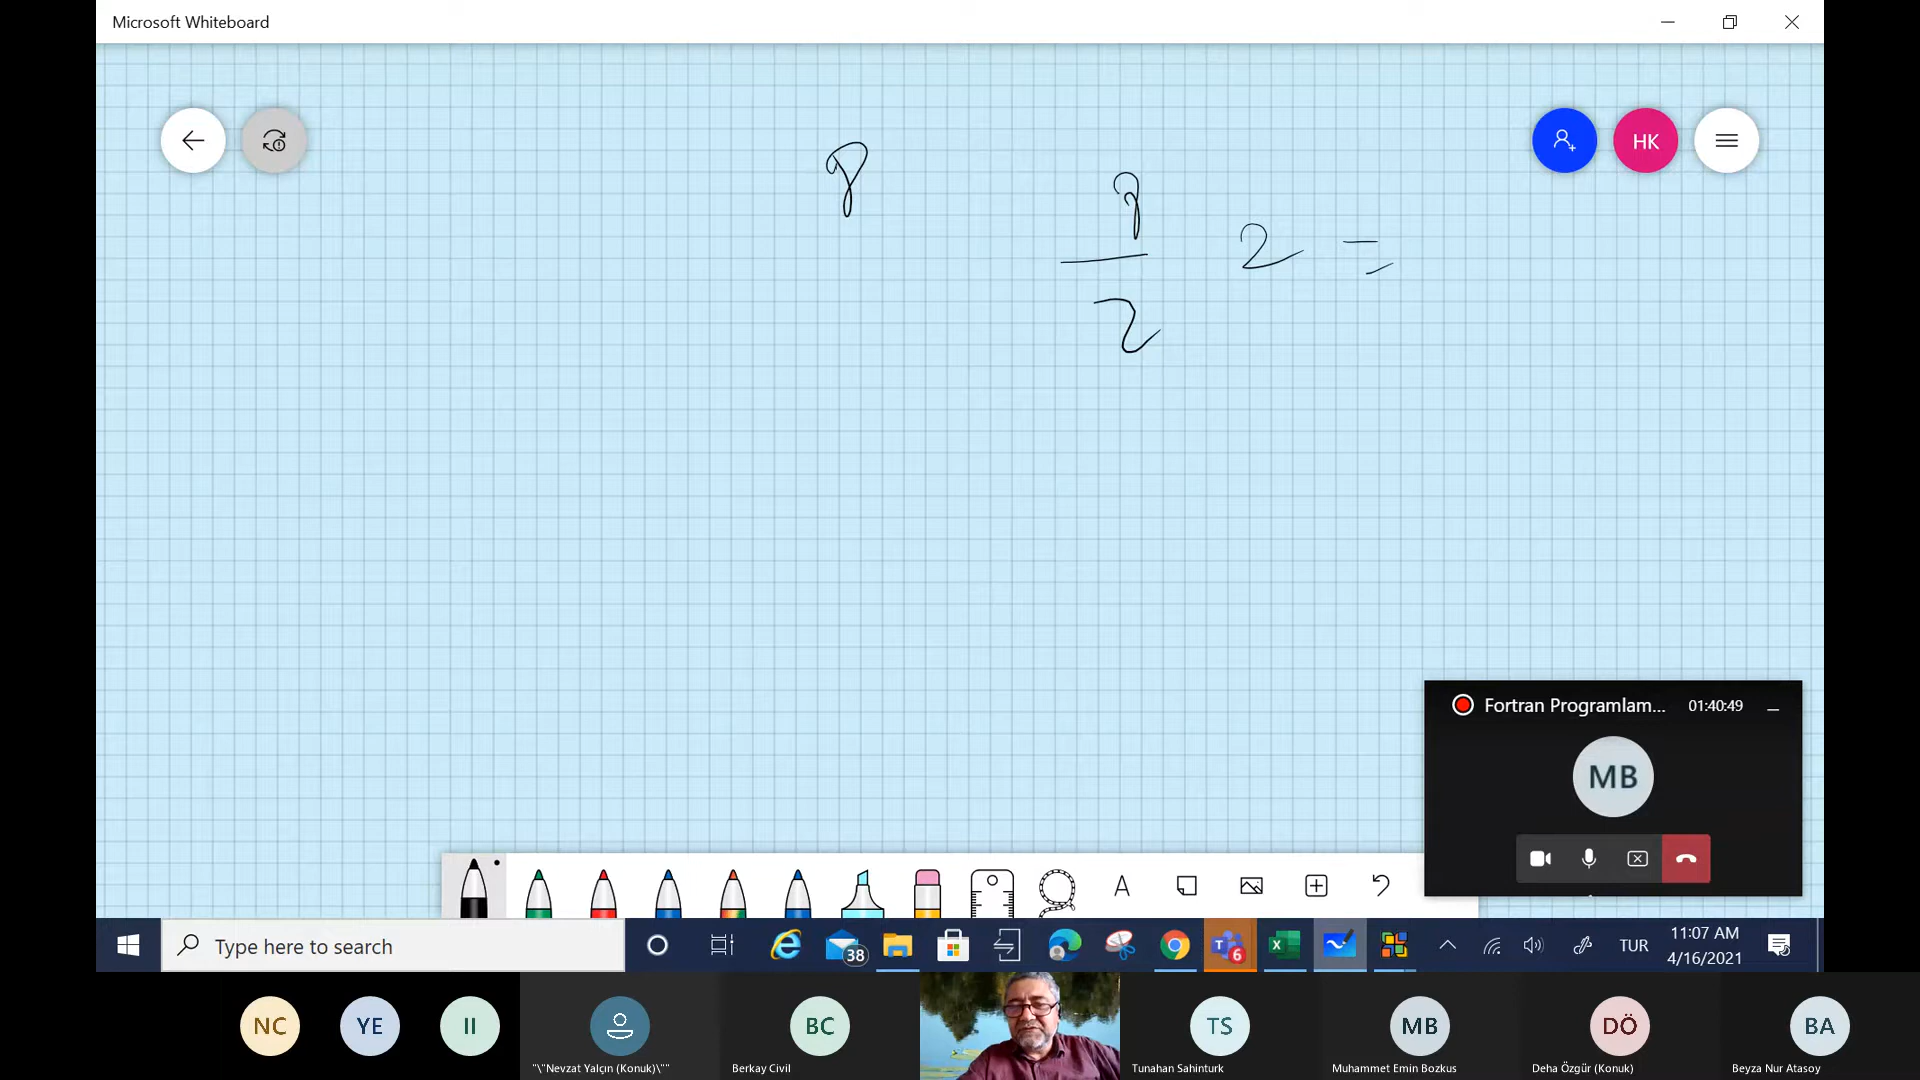 Microsoft Whiteboard
HK
8
9
2 =
2
Fortran Programlam... 01:40:49
MB
A
Type here to search
38
6
TUR
11:07 AM
4/16/2021
NC
YE
II
BC
TS
MB
DÖ
BA
"\"Nevzat Yalçın (Konuk)\""
Berkay Civil
Tunahan Sahinturk
Muhammet Emin Bozkus
Deha Özgür (Konuk)
Beyza Nur Atasoy